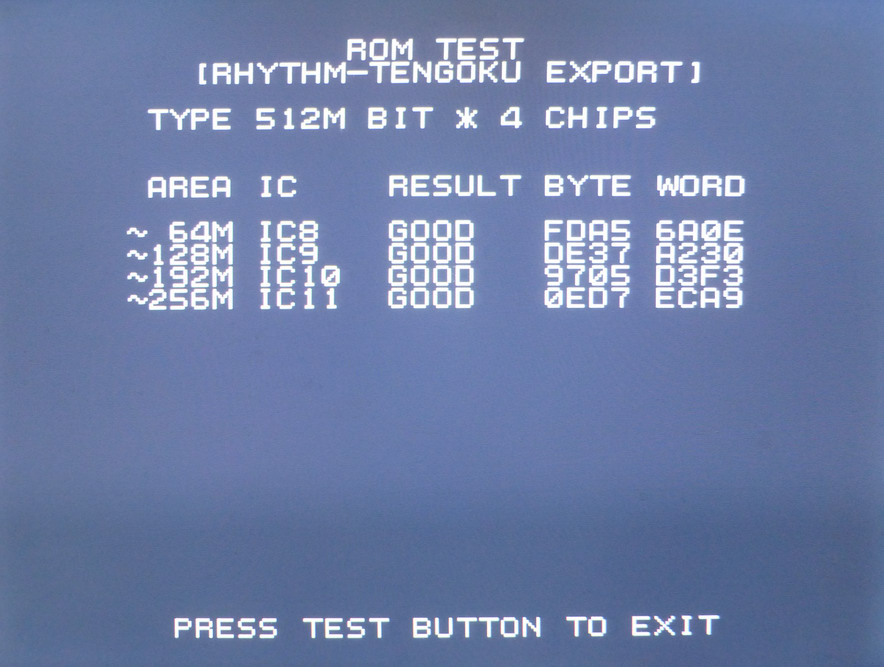 ROM TEST
[RHYTHM-TENGOKU EXPORT]
TYPE 512M BIT * 4 CHIPS
AREA IC RESULT BYTE WORD
~ 64M IC8 GOOD FDA5 6A0E
~128M IC9 GOOD DE37 A230
~192M IC10 GOOD 9705 D3F3
~256M IC11 GOOD 0ED7 ECA9
PRESS TEST BUTTON TO EXIT